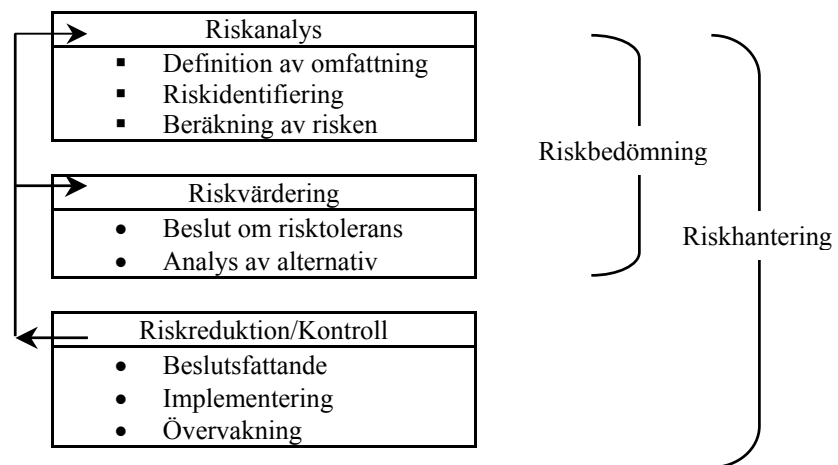 Riskanalys
▪ Definition av omfattning
▪ Riskidentifiering
▪ Beräkning av risken
Riskbedömning
Riskvärdering
• Beslut om risktolerans
• Analys av alternativ
Riskhantering
Riskreduktion/Kontroll
• Beslutsfattande
• Implementering
• Övervakning